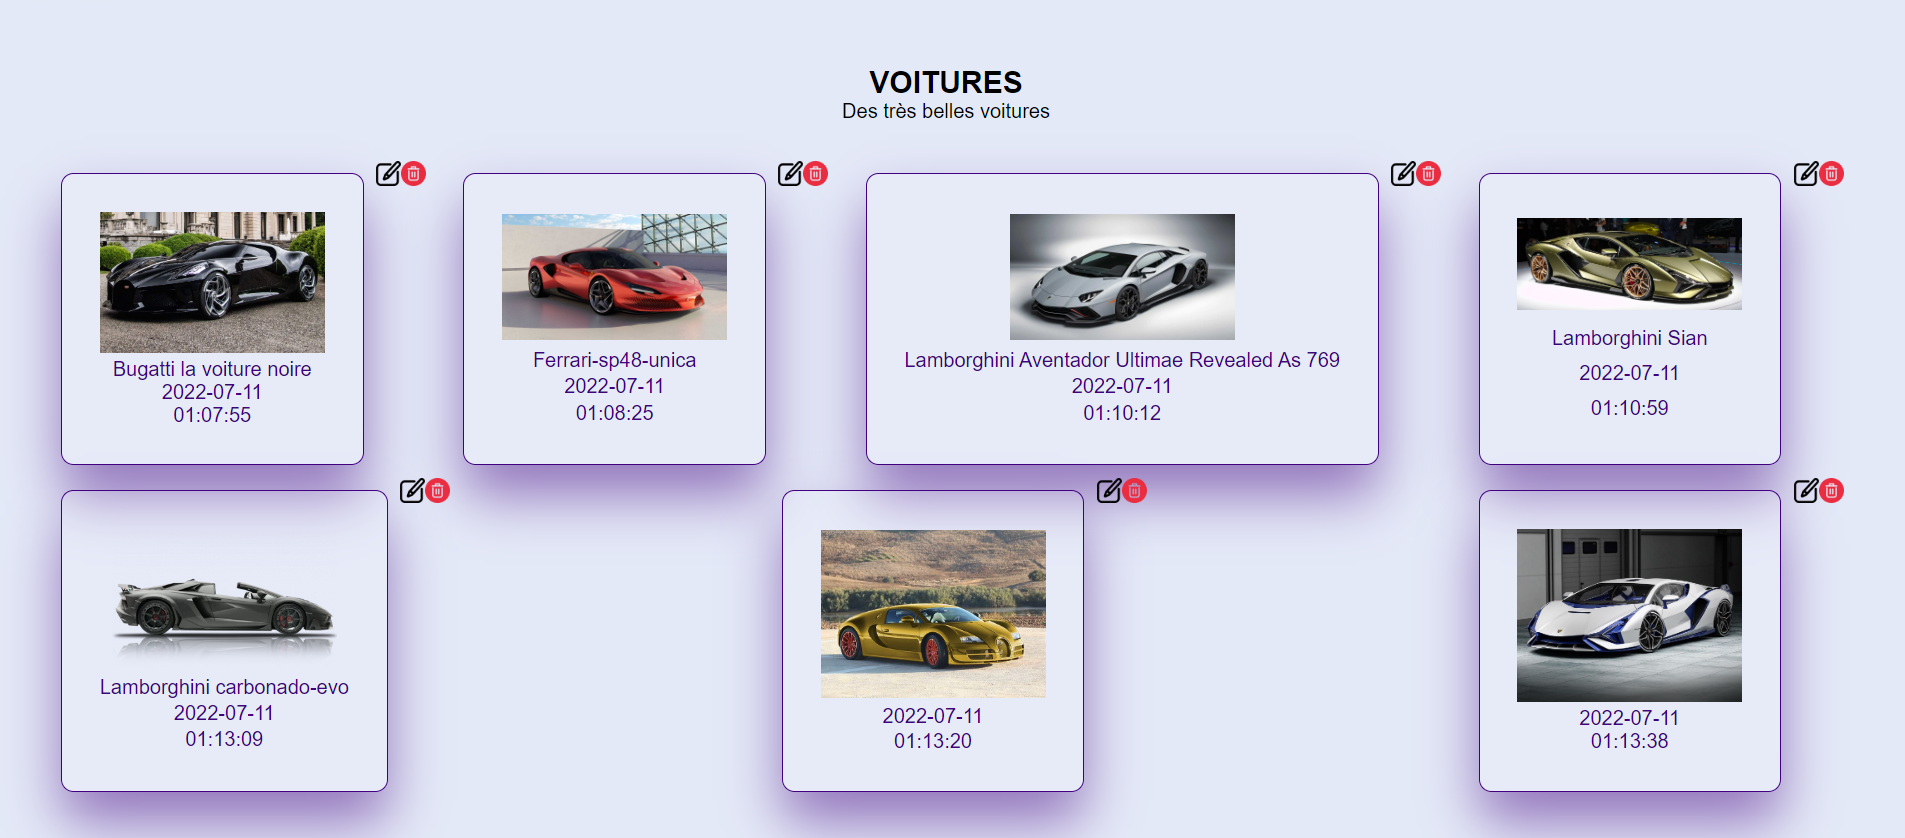 VOITURES
Des très belles voitures
Bugatti la voiture noire
2022-07-11
01:07:55
Ferrari-sp48-unica
2022-07-11
01:08:25
Lamborghini Aventador Ultimae Revealed As 769
2022-07-11
01:10:12
Lamborghini Sian
2022-07-11
01:10:59
Lamborghini carbonado-evo
2022-07-11
01:13:09
2022-07-11
01:13:20
2022-07-11
01:13:38